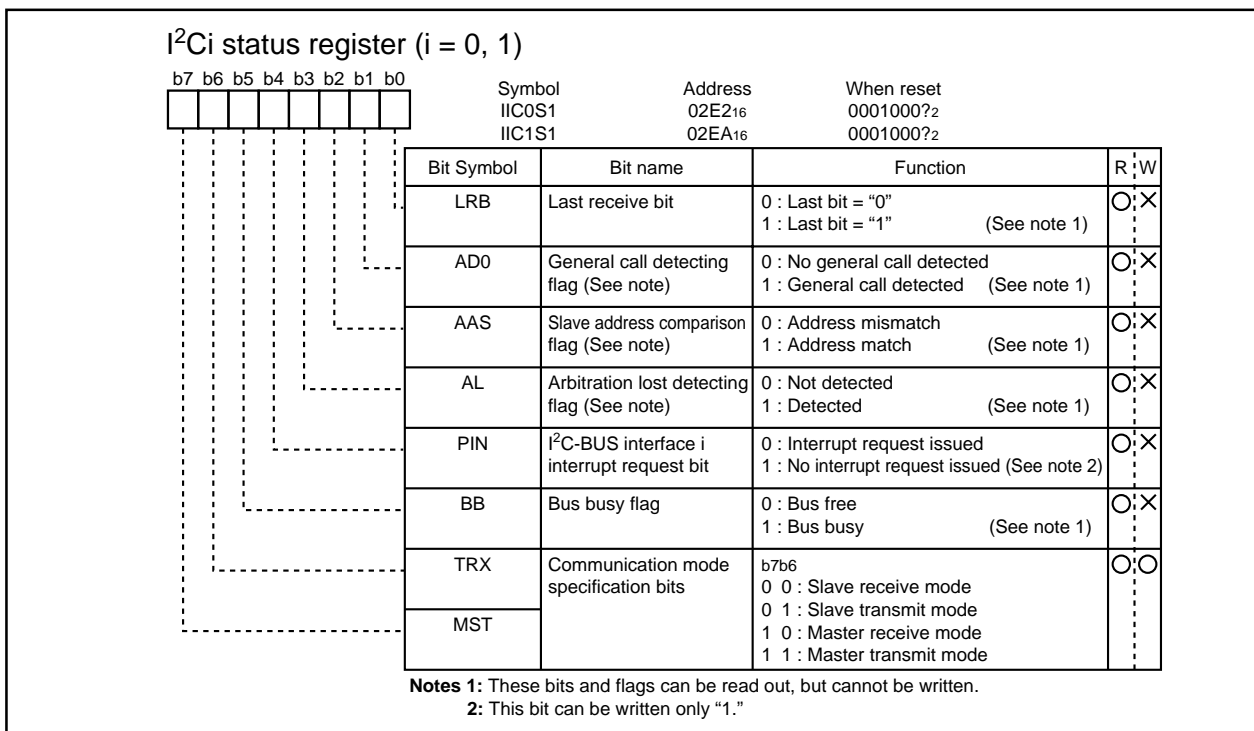 I²Ci status register (i = 0, 1)
b7 b6 b5 b4 b3 b2 b1 b0
Symbol Address When reset
IIC0S1 02E2₁₆ 0001000?₂
IIC1S1 02EA₁₆ 0001000?₂
Bit Symbol Bit name Function R W
LRB Last receive bit 0 : Last bit = “0” ○ ×
1 : Last bit = “1” (See note 1)
AD0 General call detecting 0 : No general call detected ○ ×
flag (See note) 1 : General call detected (See note 1)
AAS Slave address comparison 0 : Address mismatch ○ ×
flag (See note) 1 : Address match (See note 1)
AL Arbitration lost detecting 0 : Not detected ○ ×
flag (See note) 1 : Detected (See note 1)
PIN I²C-BUS interface i 0 : Interrupt request issued ○ ×
interrupt request bit 1 : No interrupt request issued (See note 2)
BB Bus busy flag 0 : Bus free ○ ×
1 : Bus busy (See note 1)
TRX Communication mode b7b6 ○ ○
specification bits 0 0 : Slave receive mode
0 1 : Slave transmit mode
MST 1 0 : Master receive mode
1 1 : Master transmit mode
Notes 1: These bits and flags can be read out, but cannot be written.
2: This bit can be written only “1.”